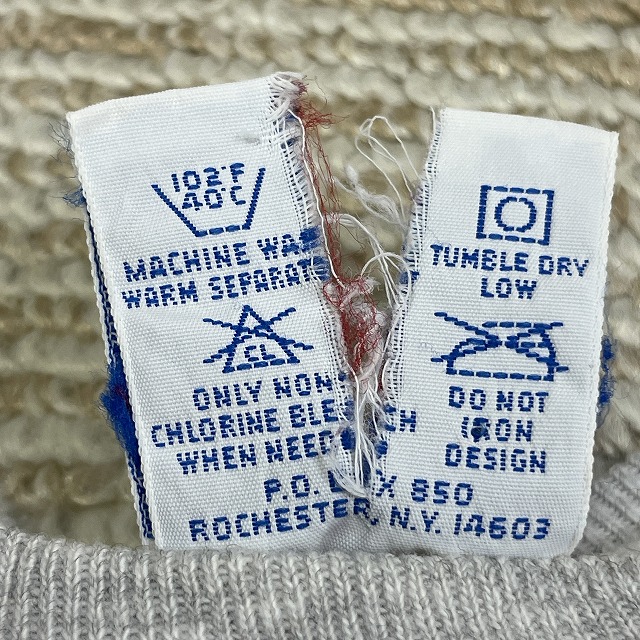 102°F
40°C
MACHINE WA
WARM SEPARAT
CL
ONLY NON
CHLORINE BLE CH
WHEN NEED
TUMBLE DRY
LOW
DO NOT
IRON
DESIGN
P.O. B X 850
ROCHESTER, N.Y. 14603